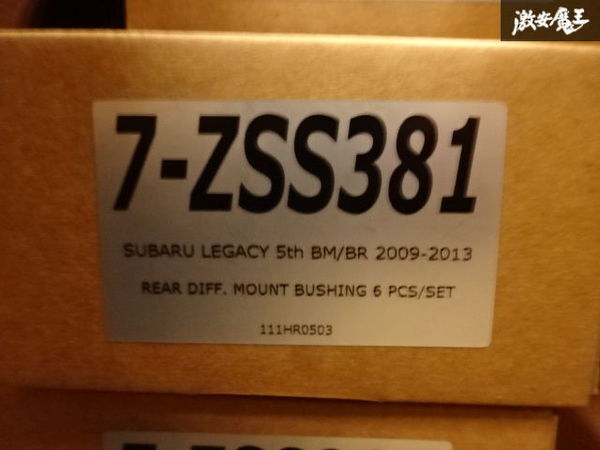 激安魔王
7-ZSS381
SUBARU LEGACY 5th BM/BR 2009-2013
REAR DIFF. MOUNT BUSHING 6 PCS/SET
111HR0503